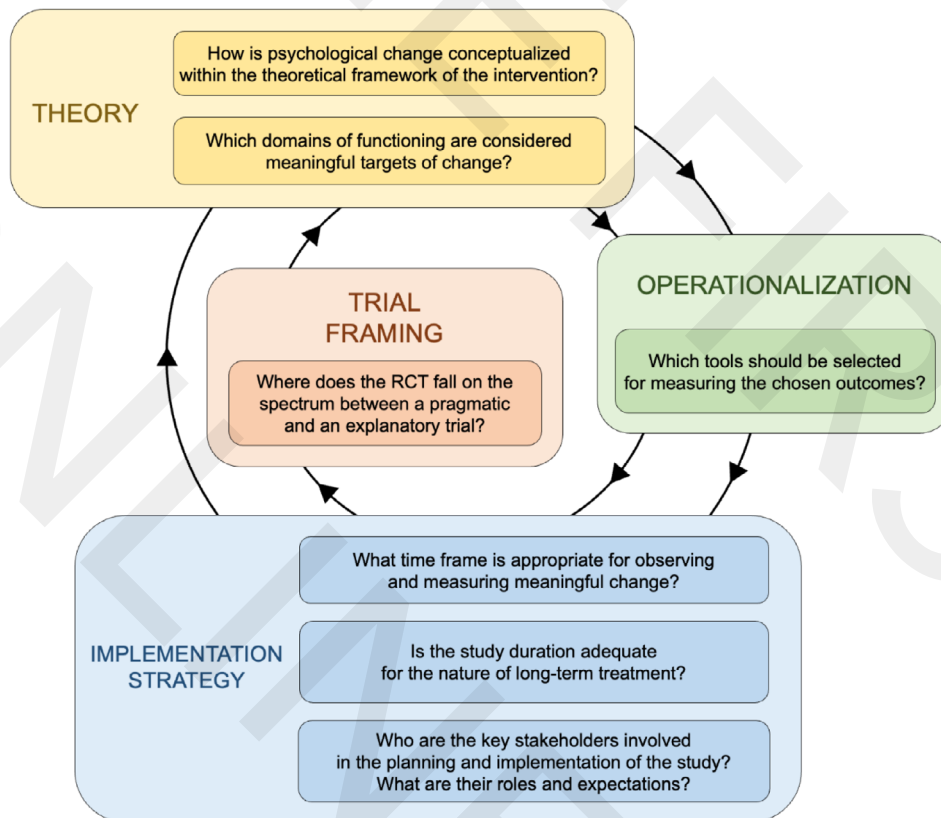 How is psychological change conceptualized
within the theoretical framework of the intervention?
THEORY
Which domains of functioning are considered
meaningful targets of change?
OPERATIONALIZATION
TRIAL
FRAMING
Which tools should be selected
for measuring the chosen outcomes?
Where does the RCT fall on the
spectrum between a pragmatic
and an explanatory trial?
What time frame is appropriate for observing
and measuring meaningful change?
IMPLEMENTATION
STRATEGY
Is the study duration adequate
for the nature of long-term treatment?
Who are the key stakeholders involved
in the planning and implementation of the study?
What are their roles and expectations?